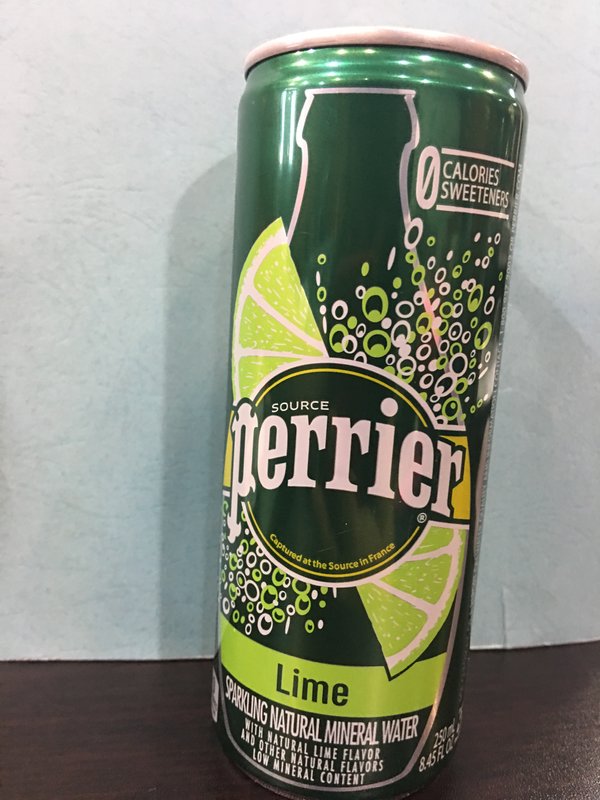 0 CALORIES
SWEETENERS
SOURCE
perrier®
Captured at the Source in France
Lime
SPARKLING NATURAL MINERAL WATER
WITH NATURAL LIME FLAVOR
AND OTHER NATURAL FLAVORS
LOW MINERAL CONTENT
250 mL
8.45 FL OZ